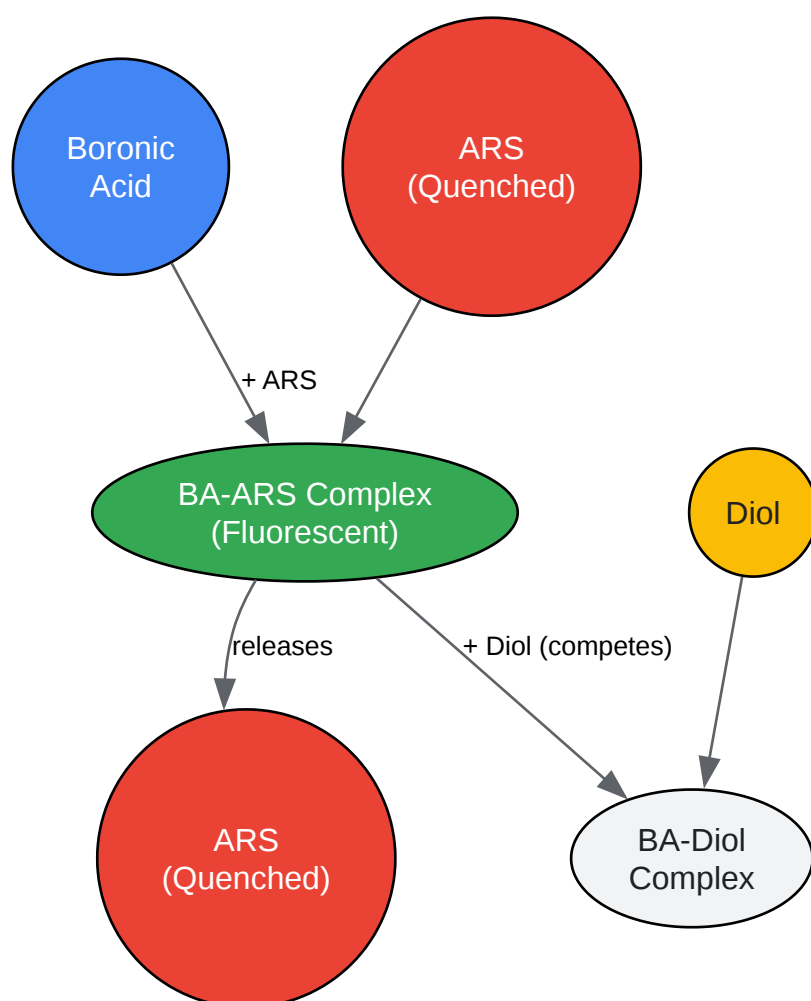 Boronic
Acid
ARS
(Quenched)
+ ARS
BA-ARS Complex
(Fluorescent)
Diol
releases
+ Diol (competes)
ARS
(Quenched)
BA-Diol
Complex